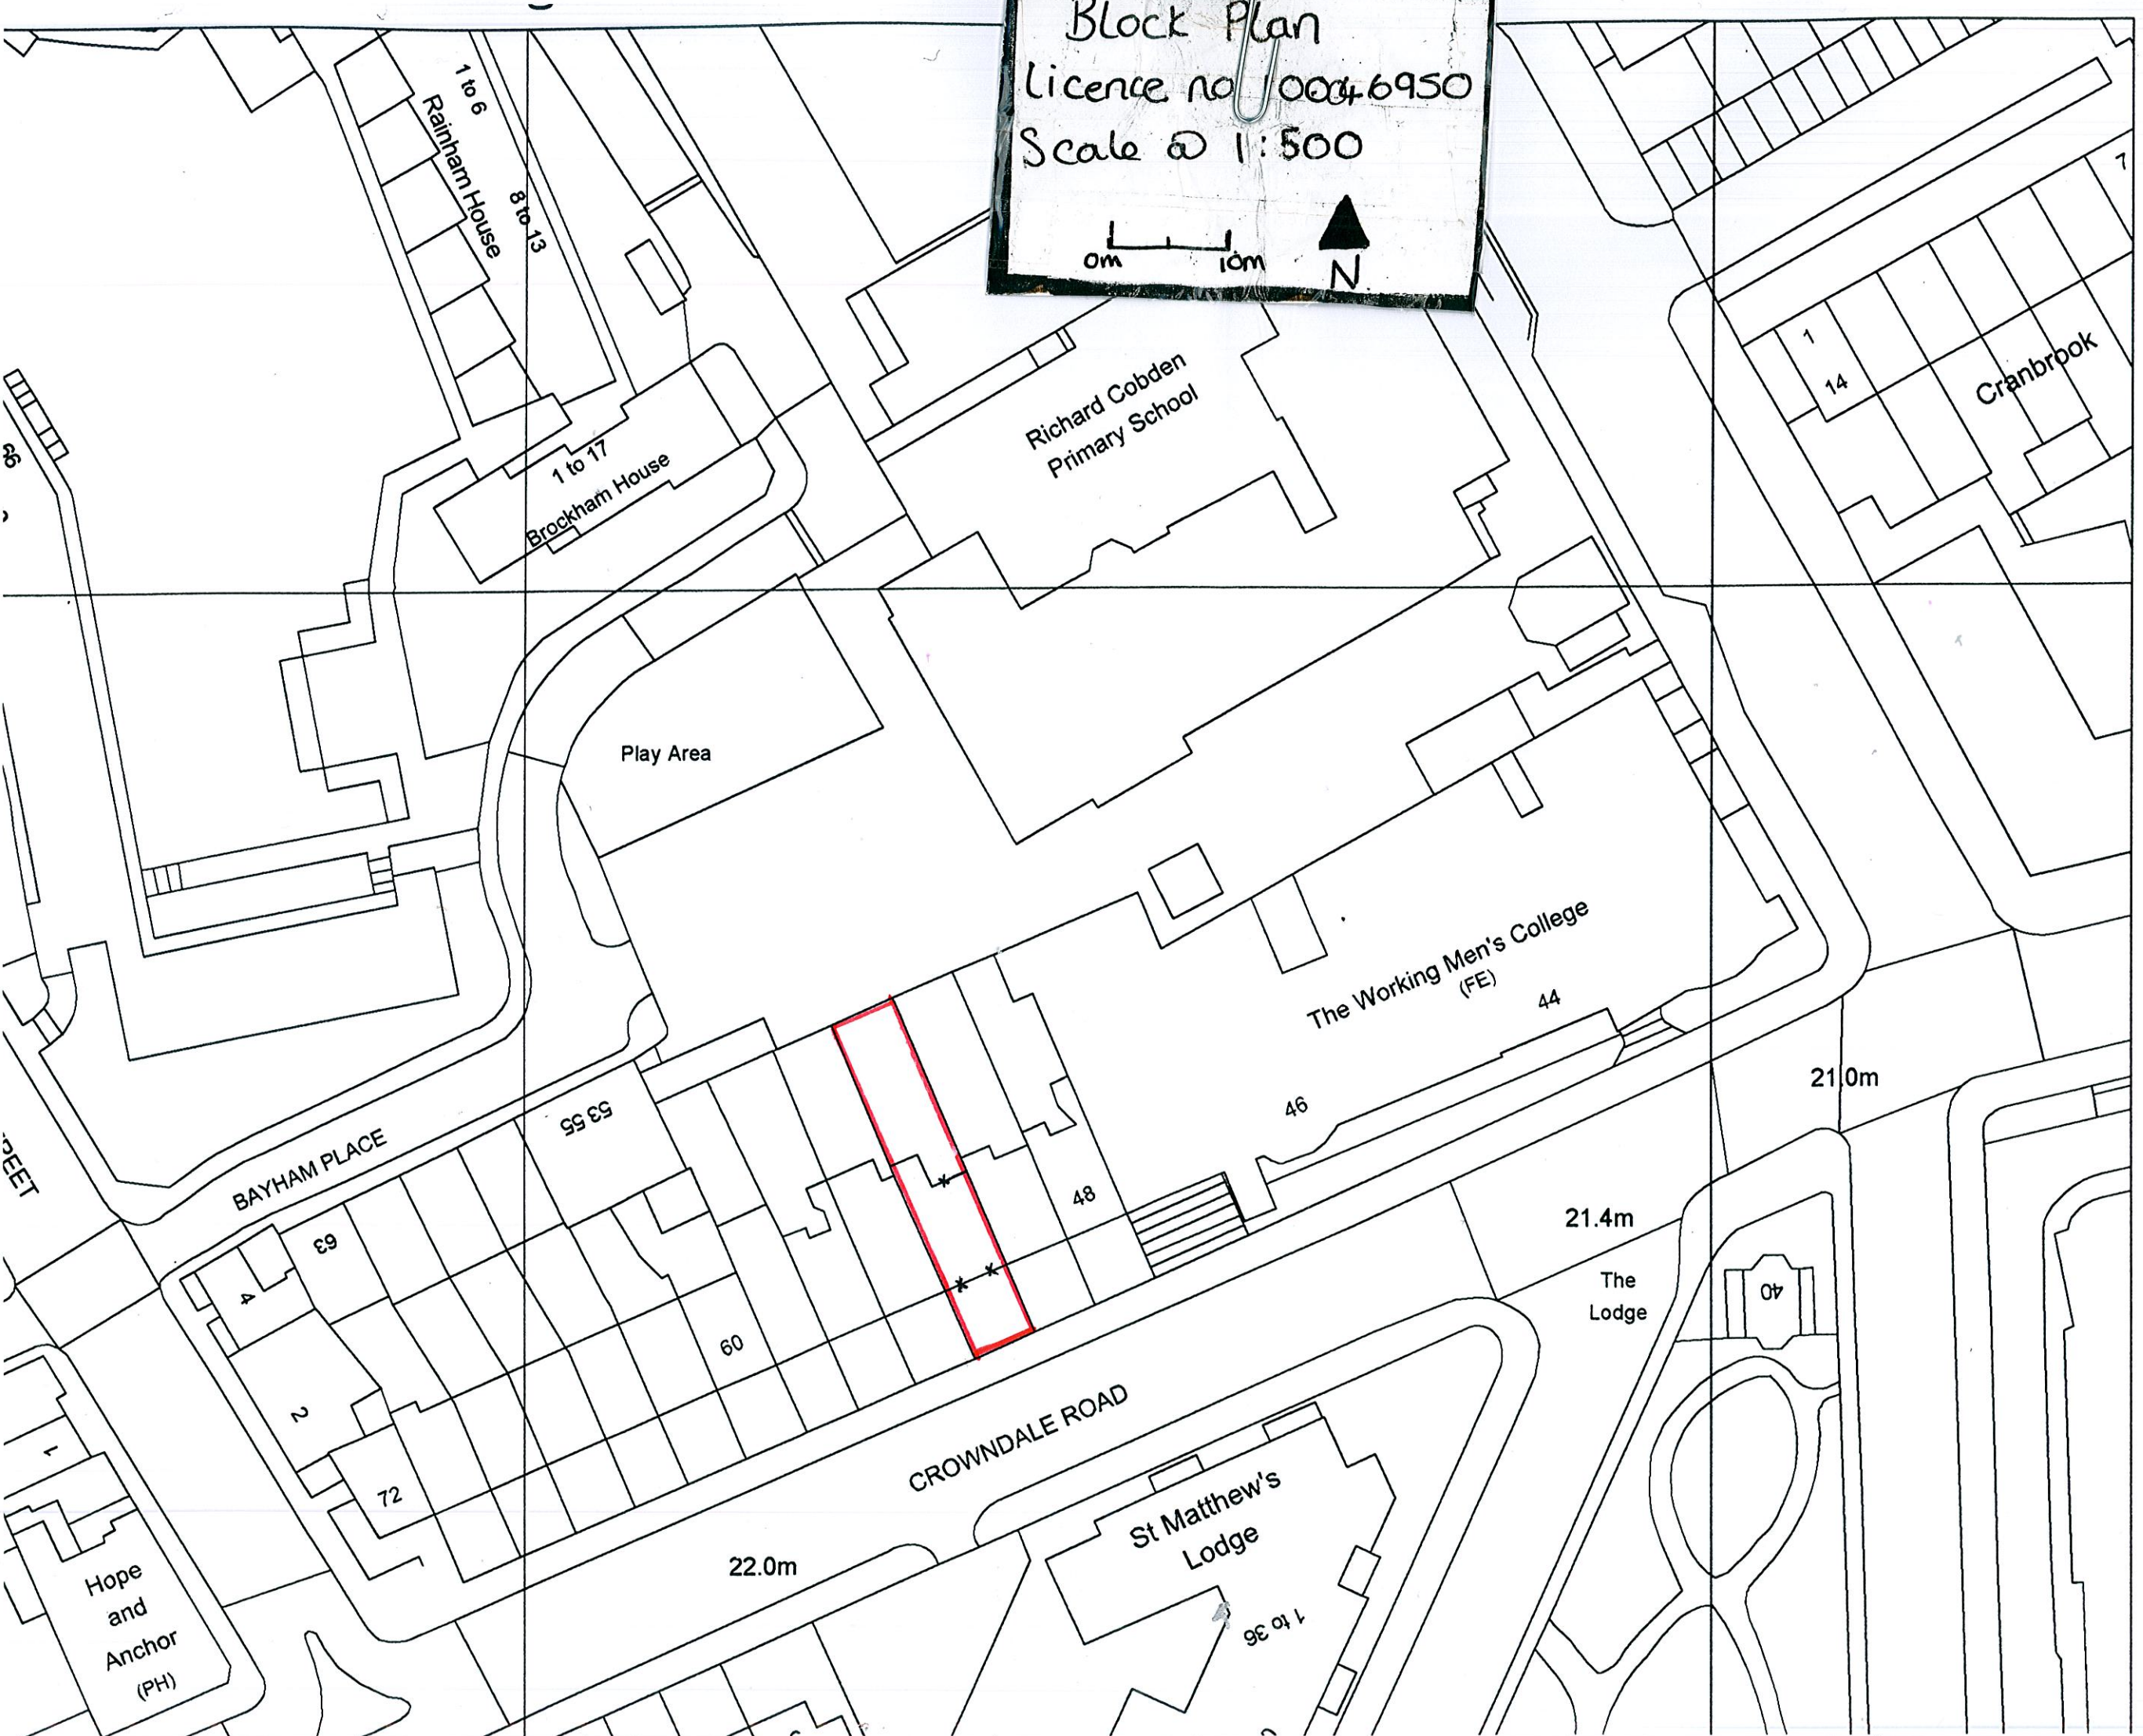 Block Plan
Licence no 100046950
Scale @ 1:500
0m 10m
N
1 to 6
Rainham House
8 to 13
7
1
14
Cranbrook
Richard Cobden
Primary School
66
1 to 17
Brockham House
Play Area
The Working Men's College
(FE)
44
46
48
21.0m
21.4m
53 55
BAYHAM PLACE
63
4
2
60
72
The
Lodge
40
CROWNDALE ROAD
St Matthew's
Lodge
1 to 36
22.0m
1
Hope
and
Anchor
(PH)